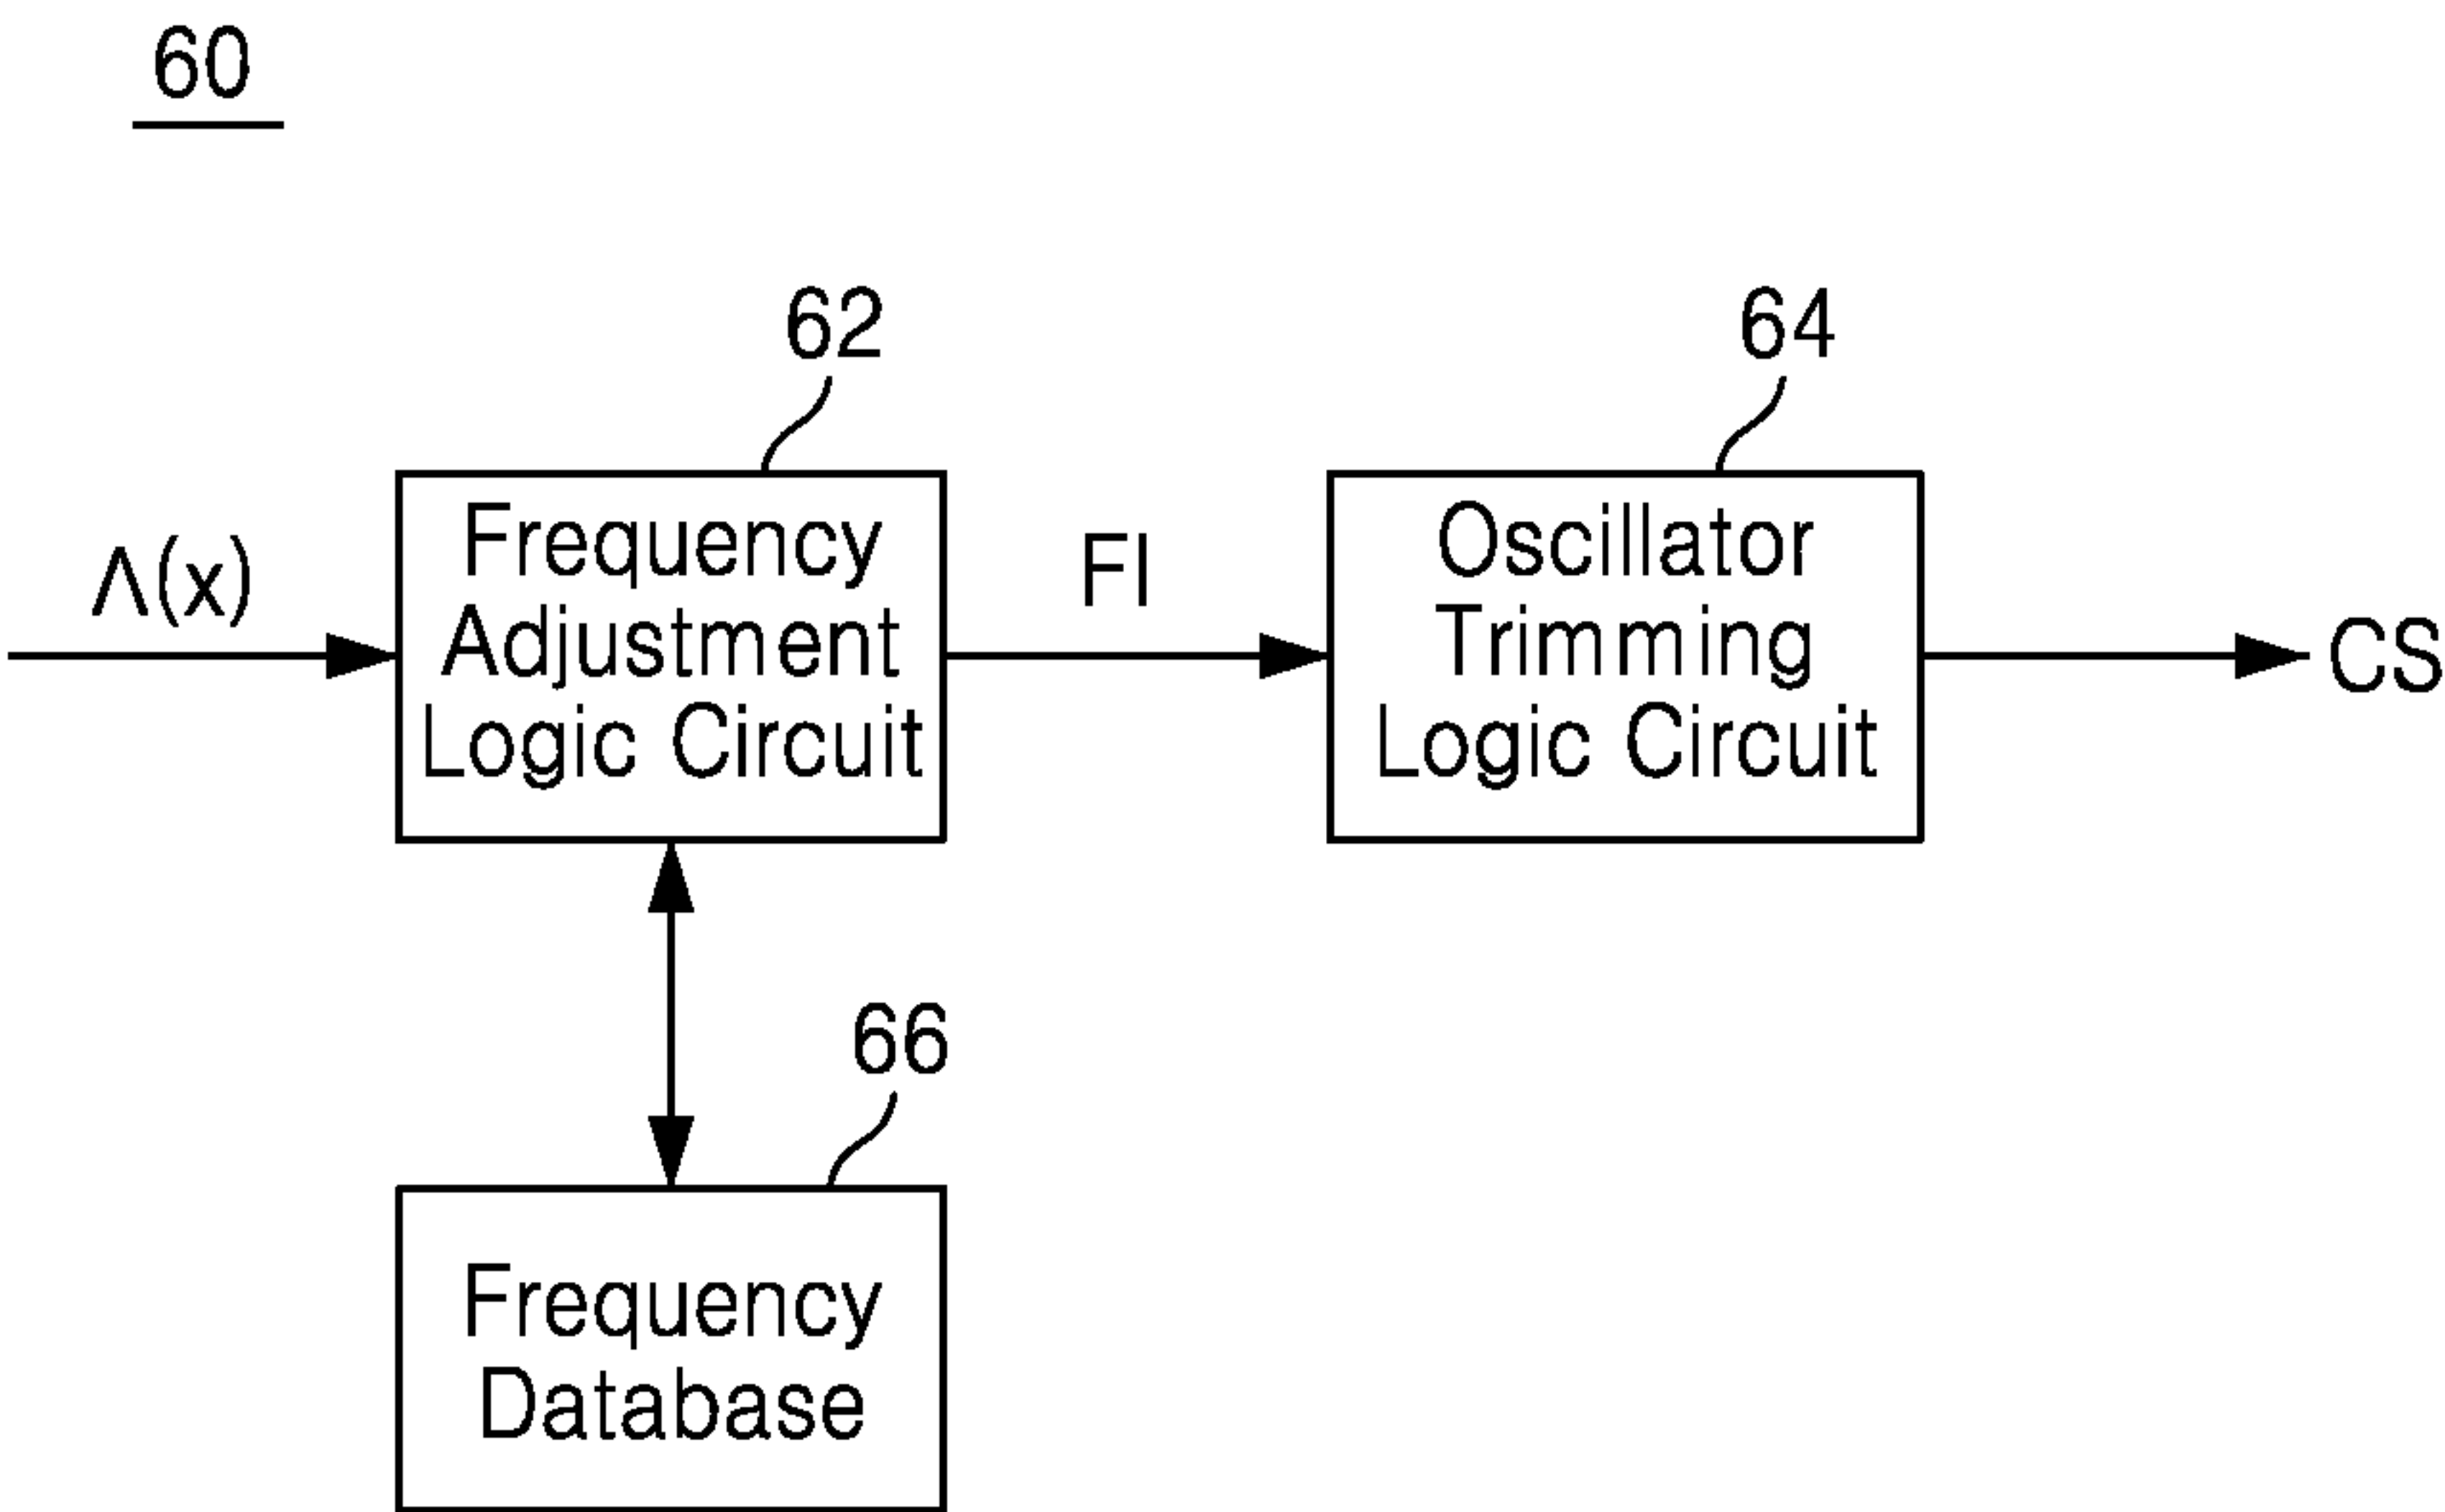 60
62
64
Λ(x)
Frequency
Adjustment
Logic Circuit
FI
Oscillator
Trimming
Logic Circuit
CS
66
Frequency
Database